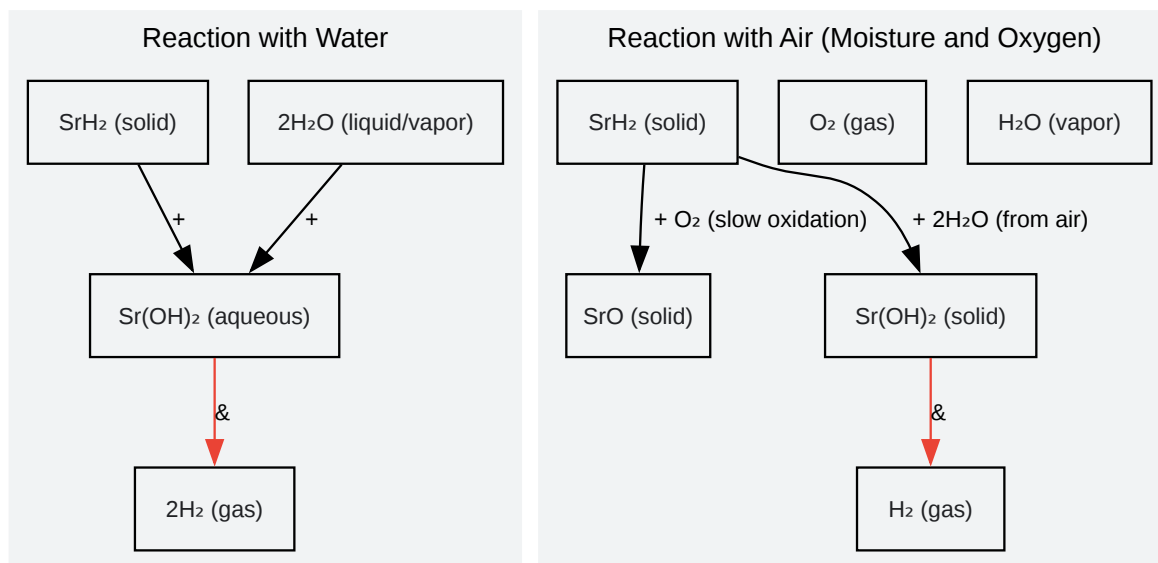 Reaction with Water
SrH₂ (solid)
2H₂O (liquid/vapor)
+
+
Sr(OH)₂ (aqueous)
&
2H₂ (gas)
Reaction with Air (Moisture and Oxygen)
SrH₂ (solid)
O₂ (gas)
H₂O (vapor)
+ O₂ (slow oxidation)
+ 2H₂O (from air)
SrO (solid)
Sr(OH)₂ (solid)
&
H₂ (gas)